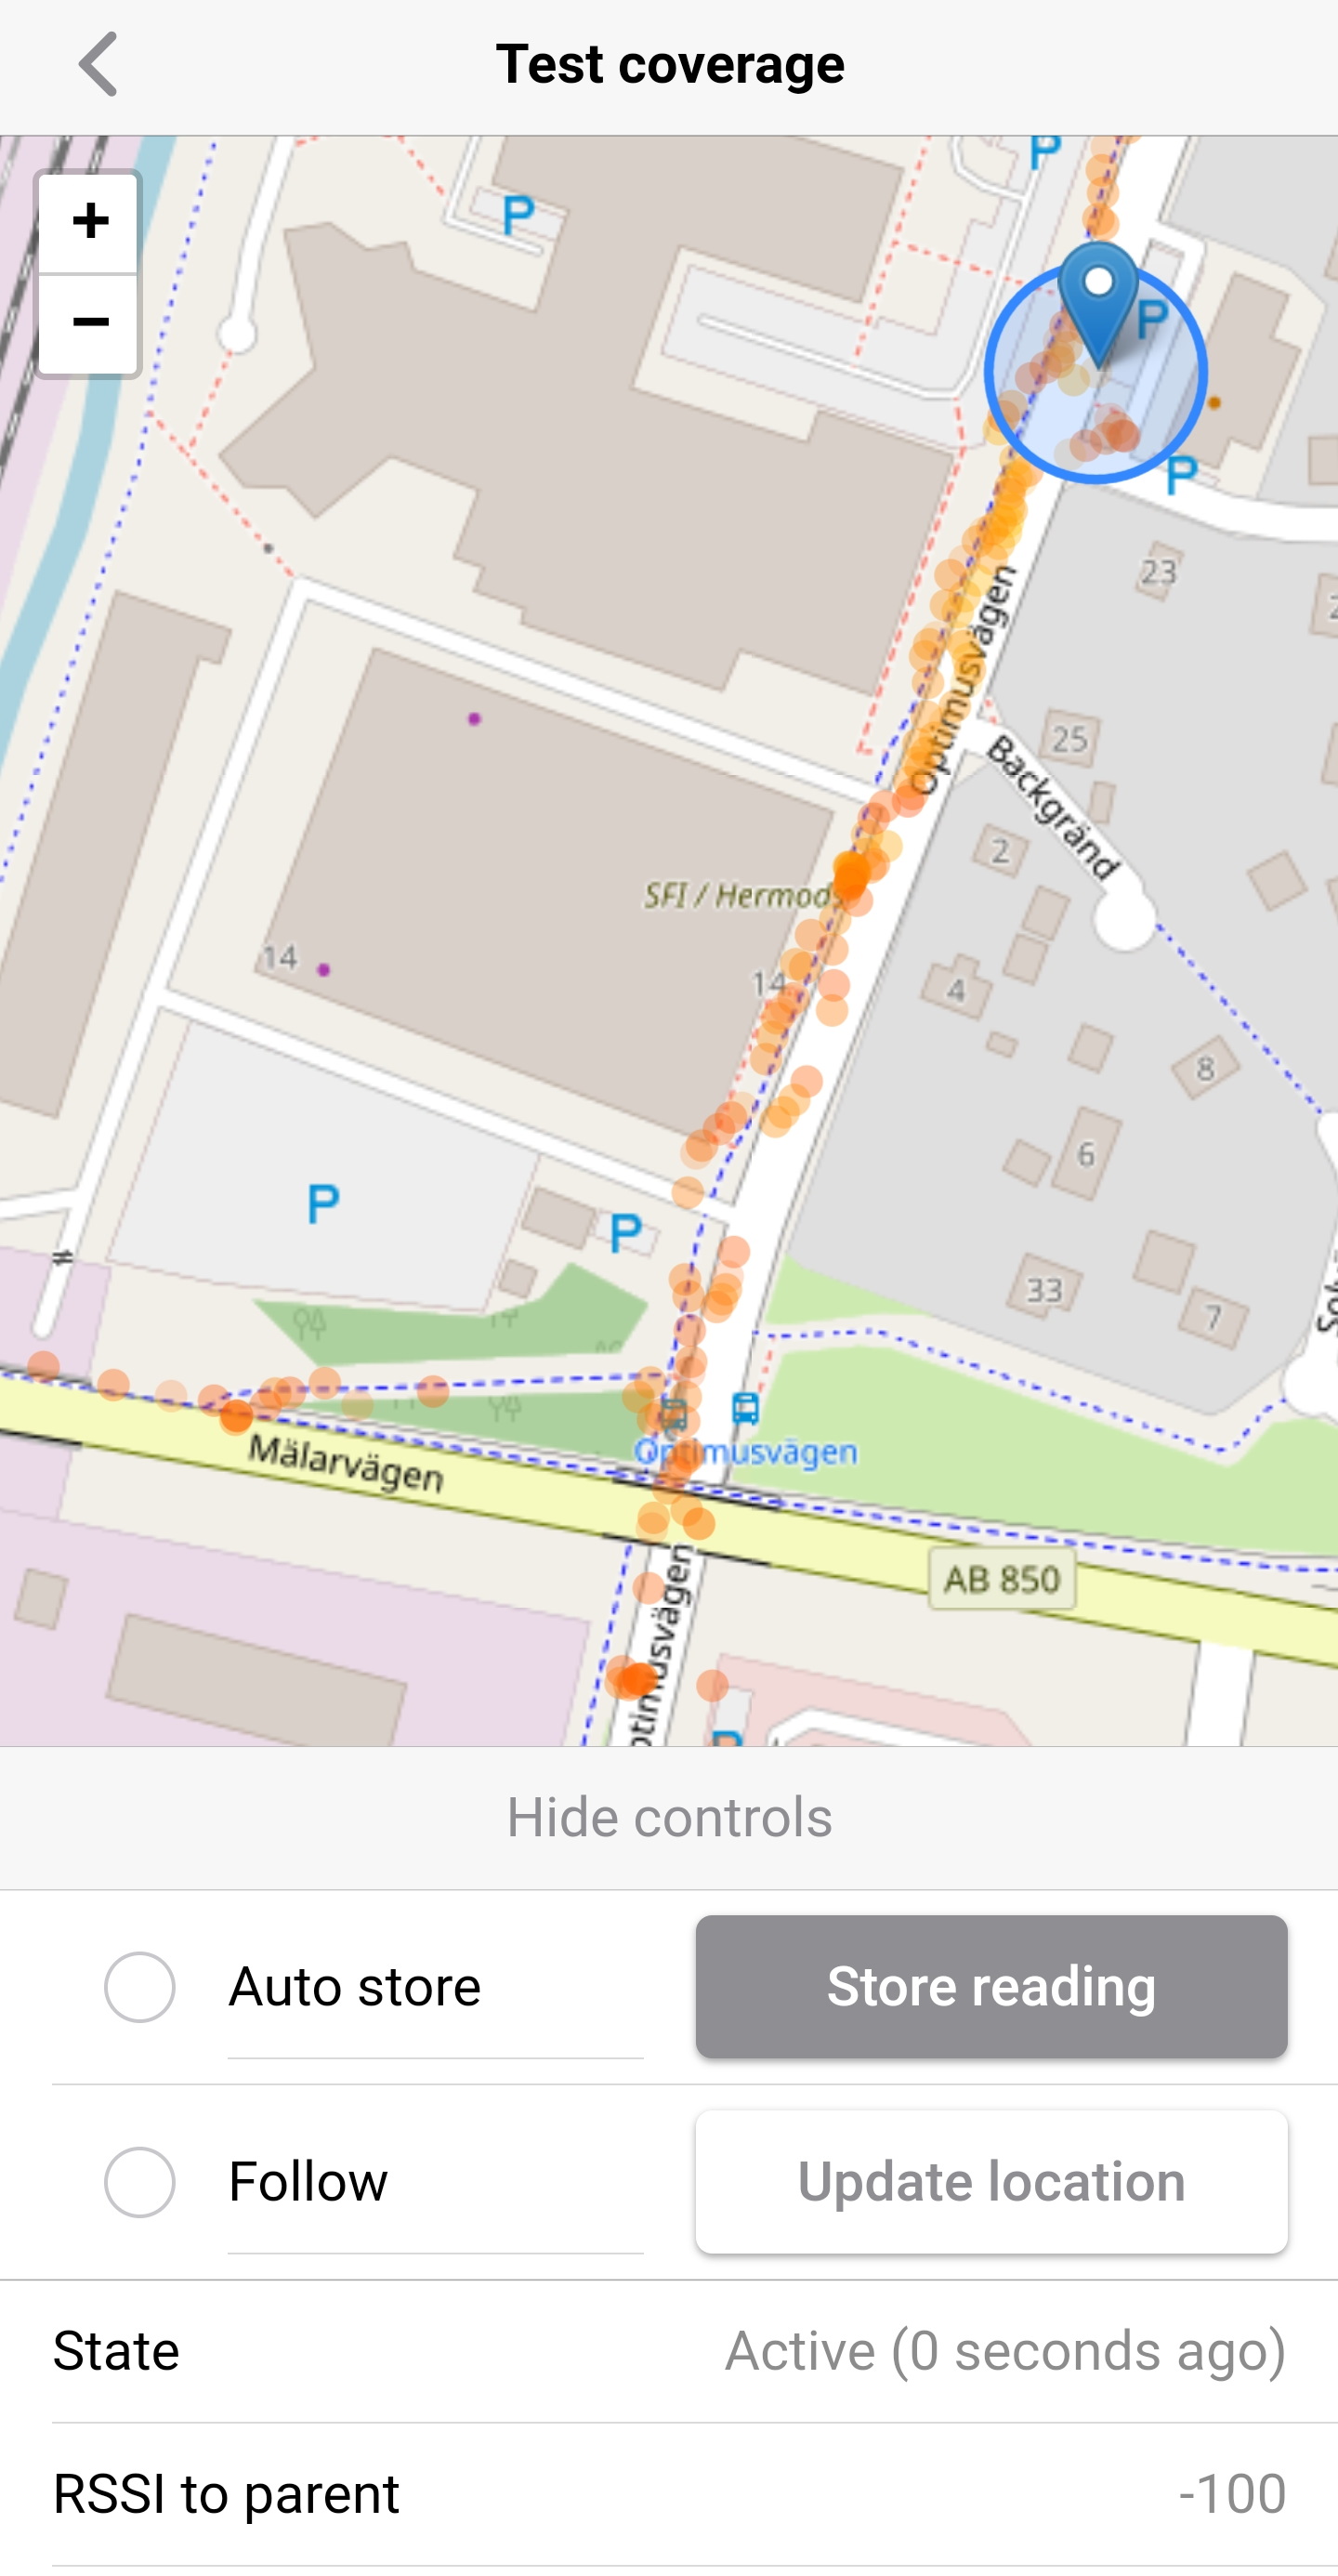 Test coverage
P
P
+
P
−
P
23
Optimusvägen
25
Backgränd
2
SFI / Hermods
14
14
4
8
6
P
P
33
7
Optimusvägen
Mälarvägen
AB 850
P
Hide controls
Auto store
Store reading
Follow
Update location
State
Active (0 seconds ago)
RSSI to parent
-100